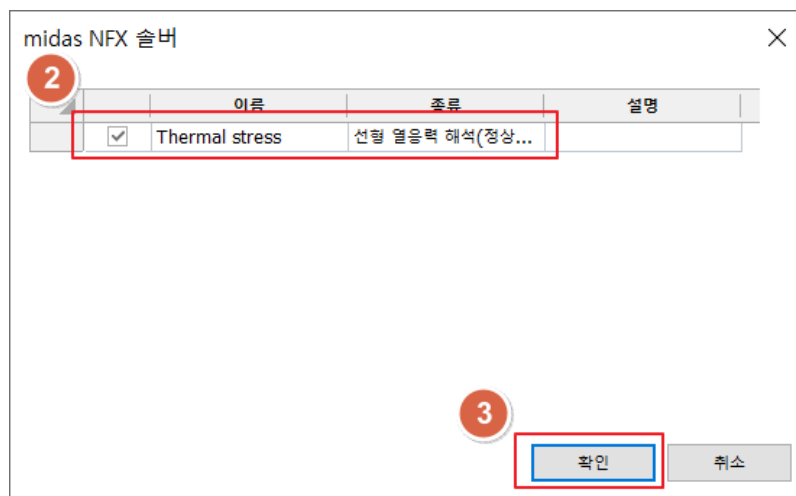 midas NFX 솔버
2
이름 종류 설명
Thermal stress 선형 열응력 해석(정상...
3
확인 취소